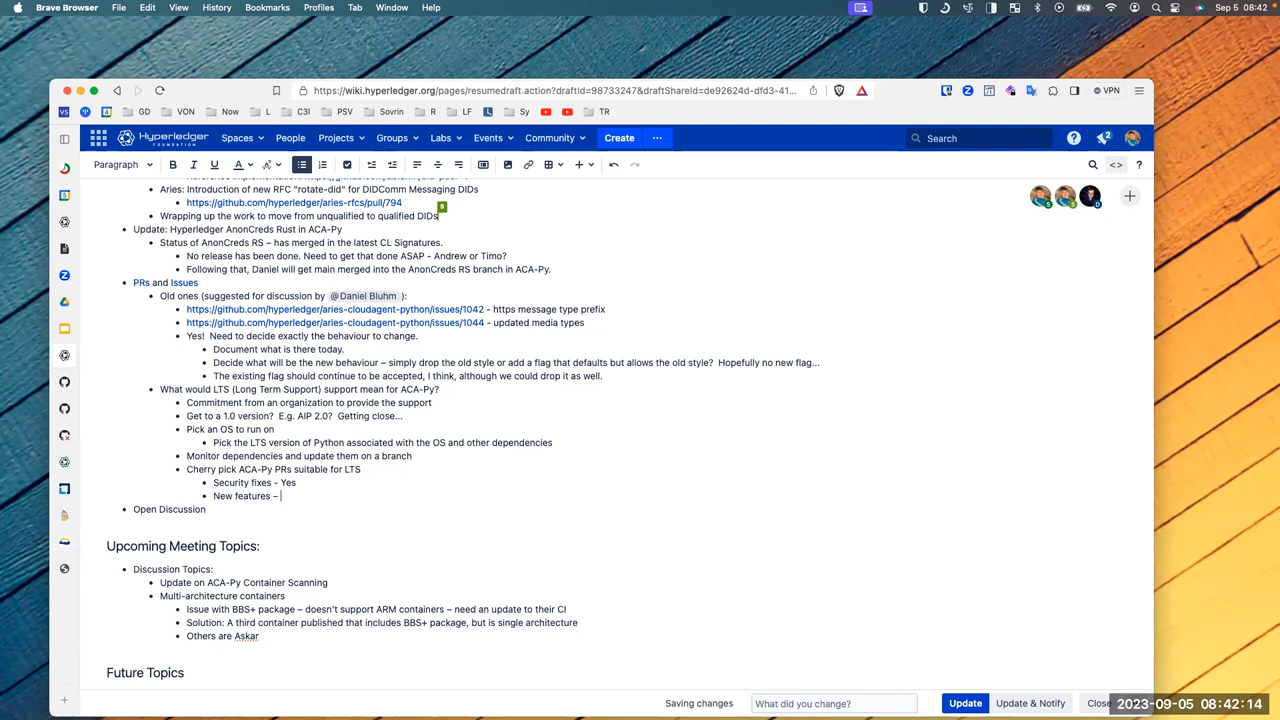 Brave Browser File Edit View History Bookmarks Profiles Tab Window Help Sep 5 08:42
https://wiki.hyperledger.org/pages/resumedraft.action?draftId=98733247&draftShareId=de92624d-dfd3-41... VPN
VS GD VON Now L C3I PSV Sovrin R LF Sy TR
HYPERLEDGER FOUNDATION Spaces People Projects Groups Labs Events Community Create ... Search 2
Paragraph B I U A
Aries: Introduction of new RFC "rotate-did" for DIDComm Messaging DIDs
https://github.com/hyperledger/aries-rfcs/pull/794
Wrapping up the work to move from unqualified to qualified DIDs
Update: Hyperledger AnonCreds Rust in ACA-Py
Status of AnonCreds RS – has merged in the latest CL Signatures.
No release has been done. Need to get that done ASAP - Andrew or Timo?
Following that, Daniel will get main merged into the AnonCreds RS branch in ACA-Py.
PRs and Issues
Old ones (suggested for discussion by @Daniel Bluhm ):
https://github.com/hyperledger/aries-cloudagent-python/issues/1042 - https message type prefix
https://github.com/hyperledger/aries-cloudagent-python/issues/1044 - updated media types
Yes! Need to decide exactly the behaviour to change.
Document what is there today.
Decide what will be the new behaviour – simply drop the old style or add a flag that defaults but allows the old style? Hopefully no new flag...
The existing flag should continue to be accepted, I think, although we could drop it as well.
What would LTS (Long Term Support) support mean for ACA-Py?
Commitment from an organization to provide the support
Get to a 1.0 version? E.g. AIP 2.0? Getting close...
Pick an OS to run on
Pick the LTS version of Python associated with the OS and other dependencies
Monitor dependencies and update them on a branch
Cherry pick ACA-Py PRs suitable for LTS
Security fixes - Yes
New features –
Open Discussion
Upcoming Meeting Topics:
Discussion Topics:
Update on ACA-Py Container Scanning
Multi-architecture containers
Issue with BBS+ package – doesn't support ARM containers – need an update to their CI
Solution: A third container published that includes BBS+ package, but is single architecture
Others are Askar
Future Topics
Saving changes What did you change? Update Update & Notify Close
2023-09-05 08:42:14